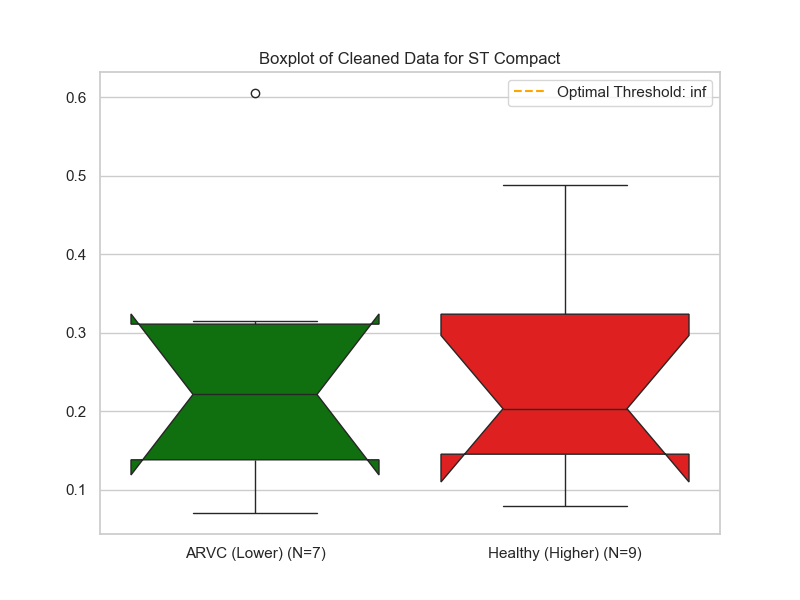 Boxplot of Cleaned Data for ST Compact
Optimal Threshold: inf
0.6
0.5
0.4
0.3
0.2
0.1
ARVC (Lower) (N=7)
Healthy (Higher) (N=9)